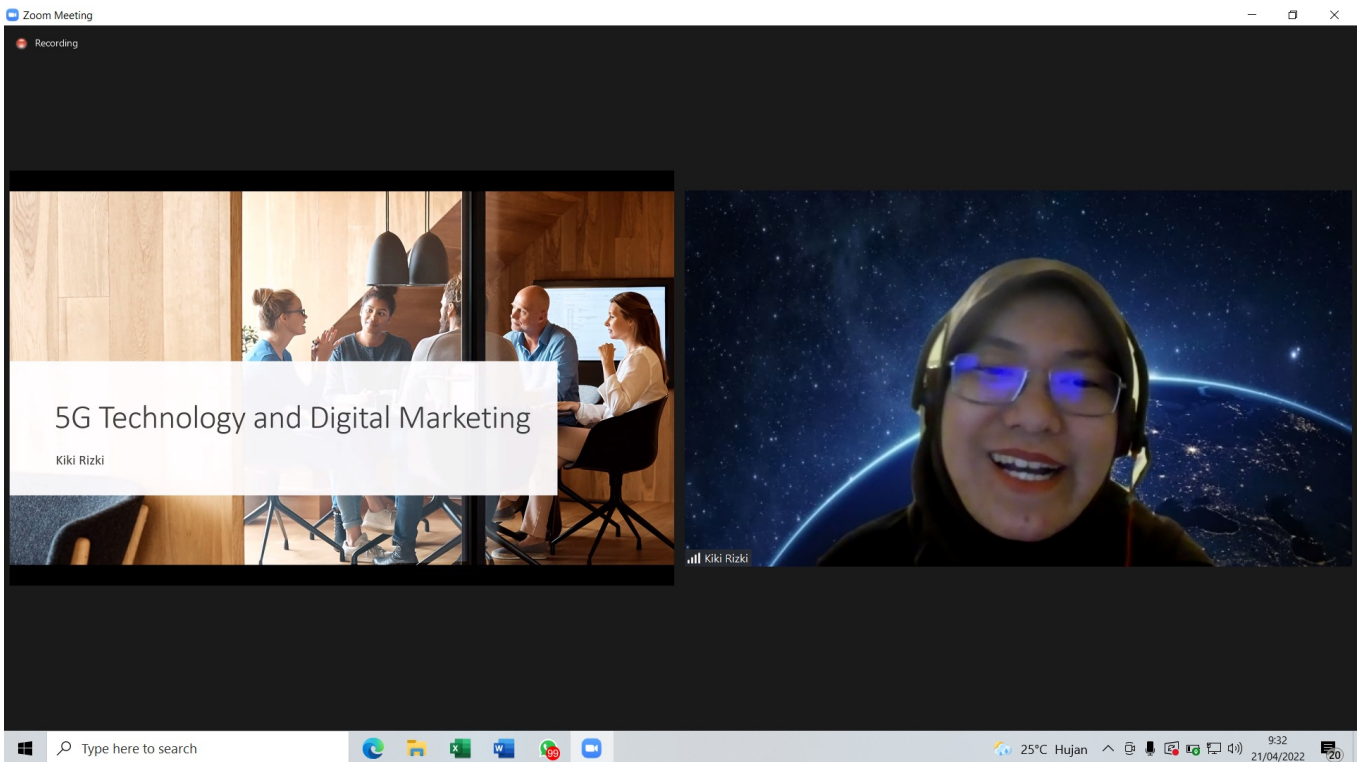 Zoom Meeting
Recording
5G Technology and Digital Marketing
Kiki Rizki
Kiki Rizki
Type here to search
99
25°C Hujan
9:32
21/04/2022
20